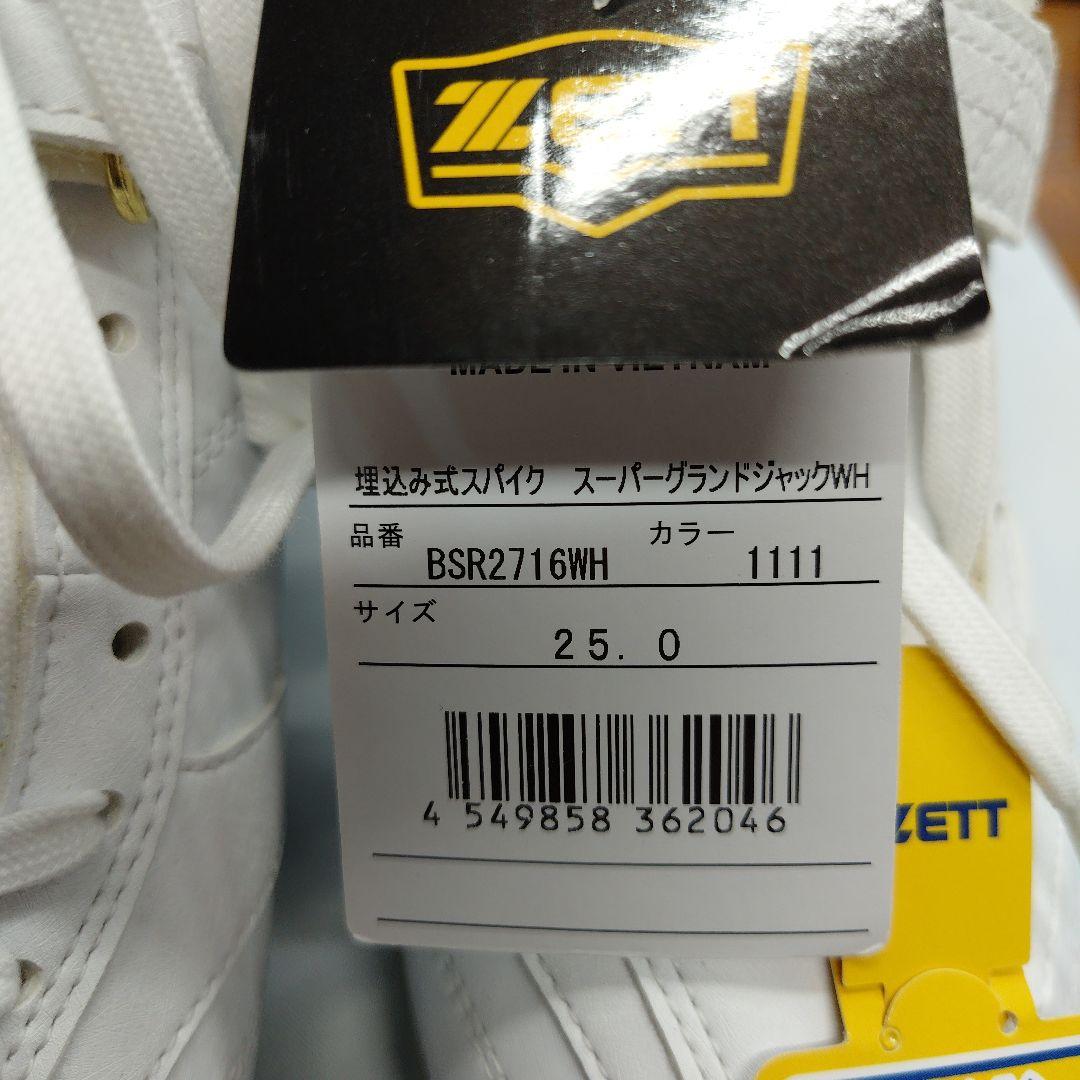 ZETT
MADE IN VIETNAM
埋込み式スパイク　スーパーグランドジャックWH
品番 BSR2716WH カラー 1111
サイズ
25.0
4 549858 362046
ZETT